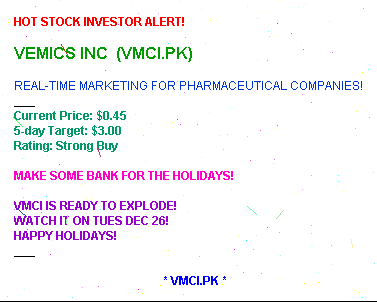 HOT STOCK INVESTOR ALERT!
VEMICS INC (VMCI.PK)
REAL-TIME MARKETING FOR PHARMACEUTICAL COMPANIES!
Current Price: $0.45
5-day Target: $3.00
Rating: Strong Buy
MAKE SOME BANK FOR THE HOLIDAYS!
VMCI IS READY TO EXPLODE!
WATCH IT ON TUES DEC 26!
HAPPY HOLIDAYS!
* VMCI.PK *